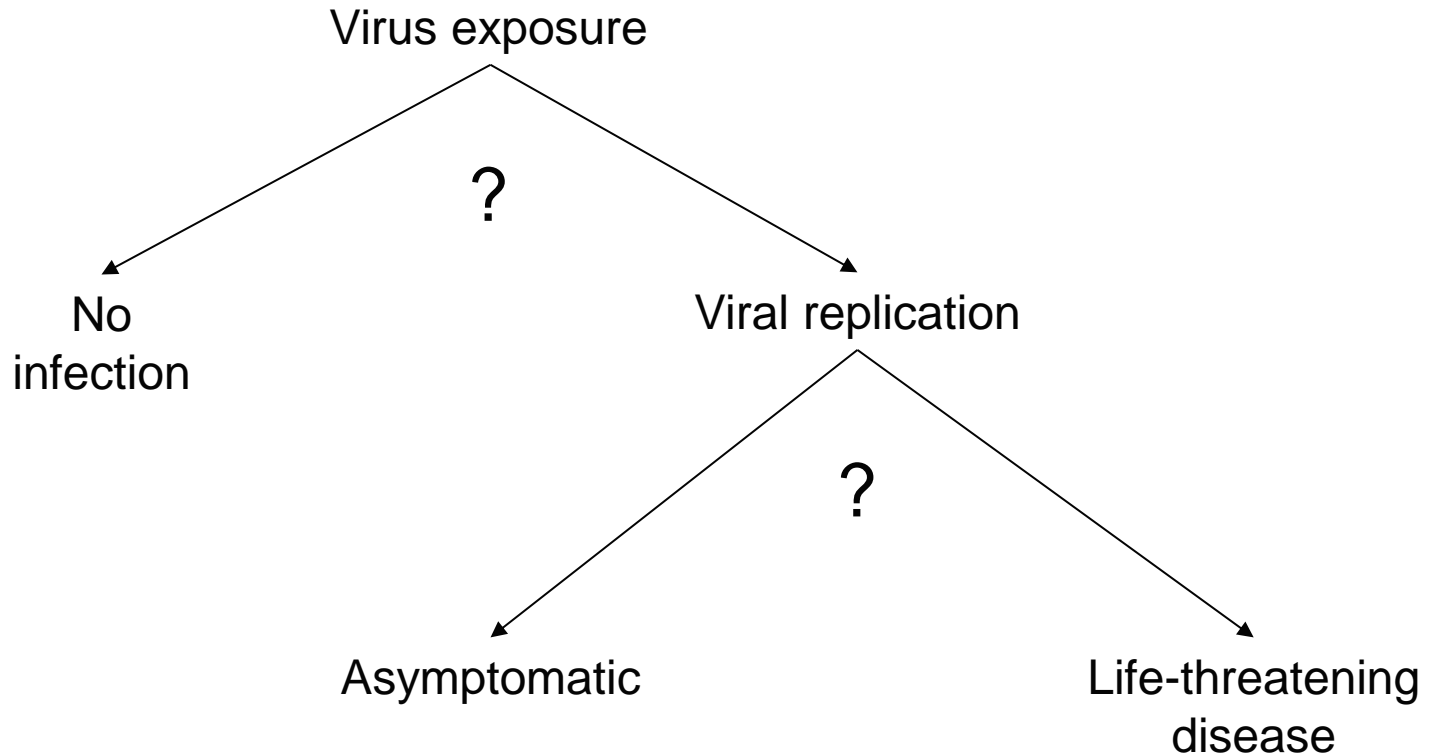 Virus exposure
?
No
infection
Viral replication
?
Asymptomatic
Life-threatening
disease